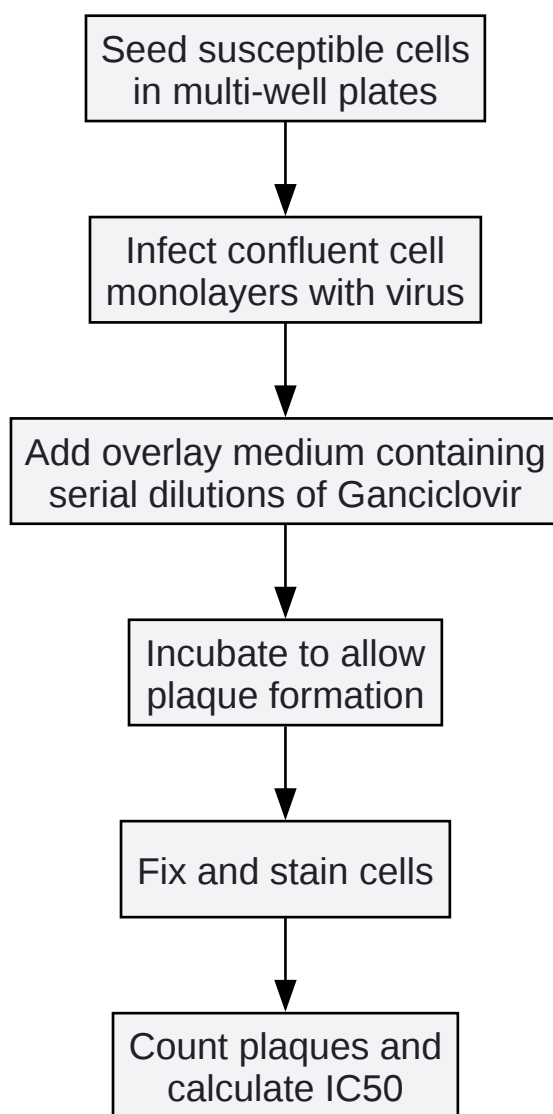 Seed susceptible cells
in multi-well plates
Infect confluent cell
monolayers with virus
Add overlay medium containing
serial dilutions of Ganciclovir
Incubate to allow
plaque formation
Fix and stain cells
Count plaques and
calculate IC50